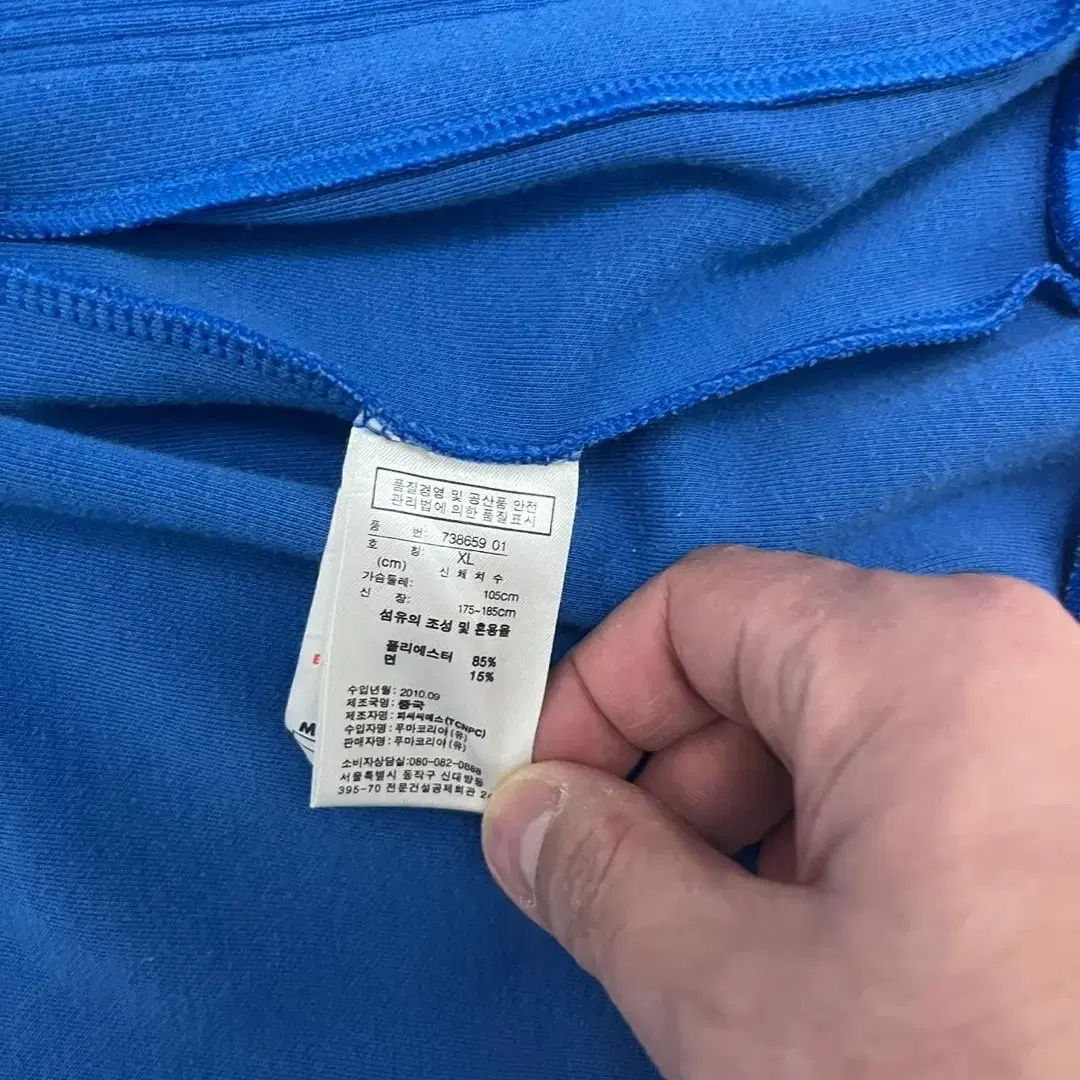 품질경영 및 공산품 안전
관리법에 의한 품질표시
품 번: 738659 01
호 칭: XL
(cm) 신체치수
가슴둘레: 105cm
신 장: 175~185cm
섬유의 조성 및 혼용율
폴리에스터 85%
면 15%
수입년월: 2010.09
제조국명: 중국
제조자명: 피씨씨에스(TCNPC)
수입자명: 푸마코리아(유)
판매자명: 푸마코리아(유)
소비자상담실:080-082-0888
서울특별시 동작구 신대방동
395-70 전문건설공제회관 24
E
M